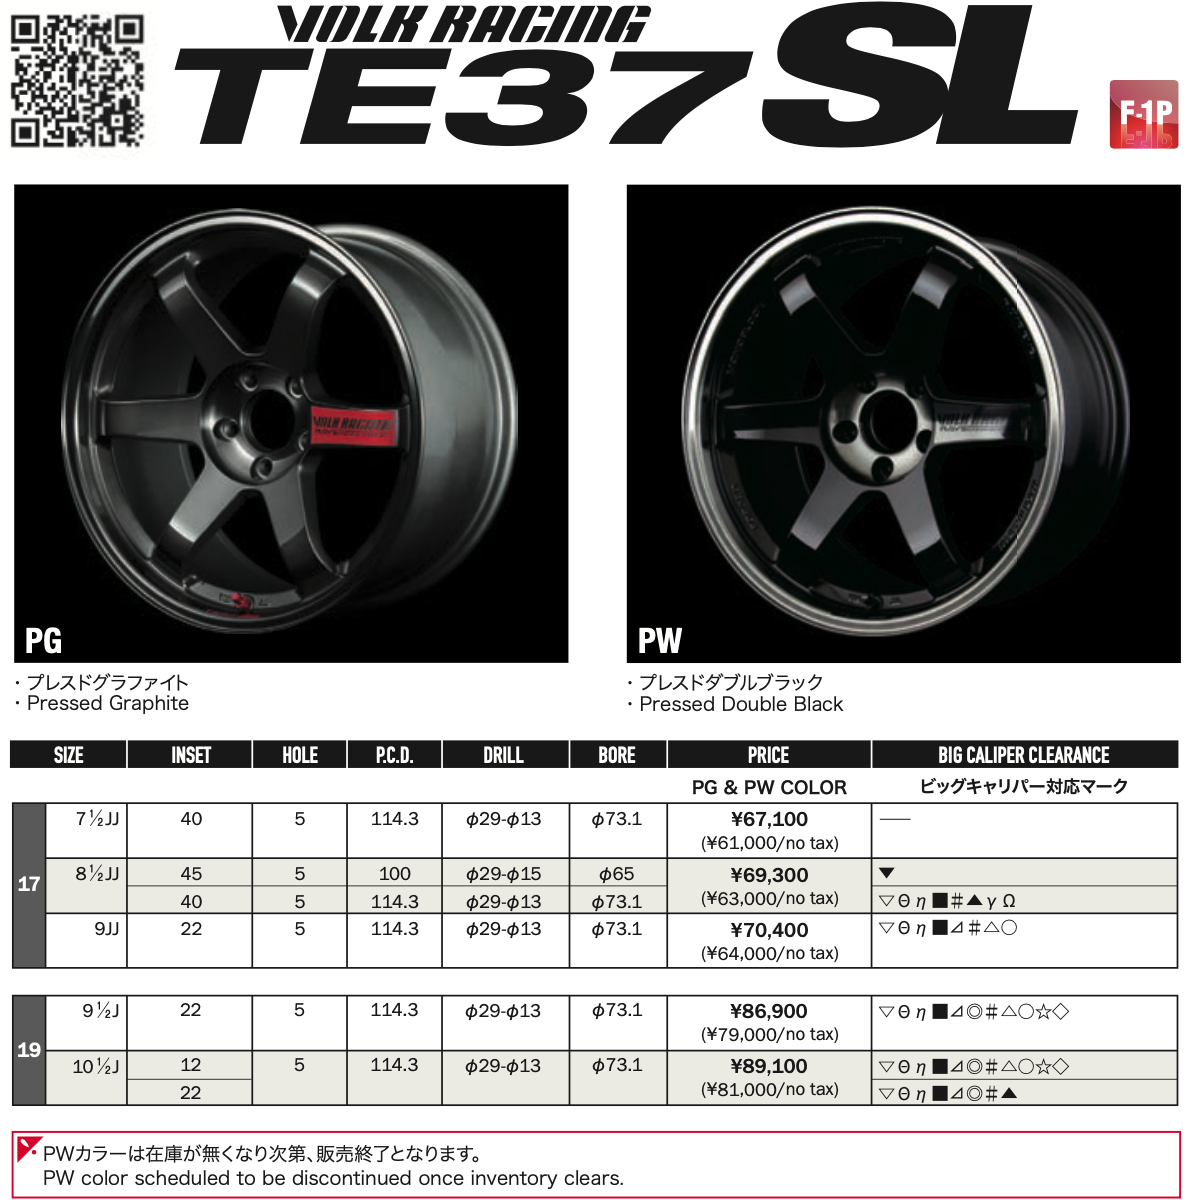 VOLK RACING
TE37SL
F-1P
VOLK RACING
PG
VOLK RACING
PW
・プレスドグラファイト
・Pressed Graphite
・プレスドダブルブラック
・Pressed Double Black
SIZE INSET HOLE P.C.D. DRILL BORE PRICE BIG CALIPER CLEARANCE
PG & PW COLOR ビッグキャリパー対応マーク
17
7½JJ 40 5 114.3 φ29-φ13 φ73.1 ¥67,100 ―
(¥61,000/no tax)
8½JJ 45 5 100 φ29-φ15 φ65 ¥69,300 ▼
40 5 114.3 φ29-φ13 φ73.1 (¥63,000/no tax) ▽Θη■#▲γΩ
9JJ 22 5 114.3 φ29-φ13 φ73.1 ¥70,400 ▽Θη■⊿#△○
(¥64,000/no tax)
19
9½J 22 5 114.3 φ29-φ13 φ73.1 ¥86,900 ▽Θη■⊿◎#△○☆◇
(¥79,000/no tax)
10½J 12 5 114.3 φ29-φ13 φ73.1 ¥89,100 ▽Θη■⊿◎#△○☆◇
22 (¥81,000/no tax) ▽Θη■⊿◎#▲
PWカラーは在庫が無くなり次第、販売終了となります。
PW color scheduled to be discontinued once inventory clears.